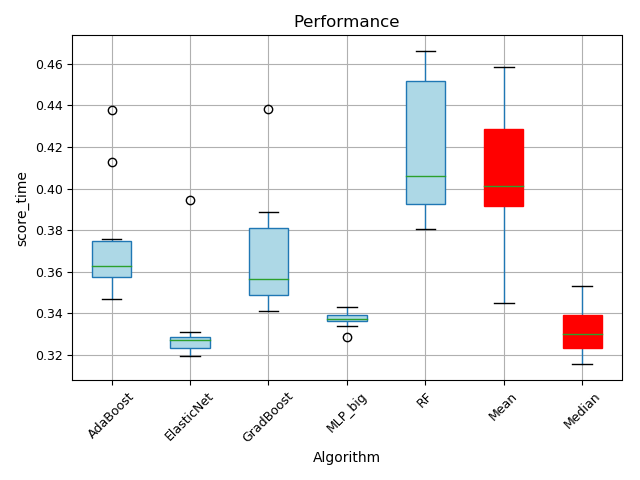 Performance
score_time
0.46
0.44
0.42
0.40
0.38
0.36
0.34
0.32
AdaBoost
ElasticNet
GradBoost
MLP_big
RF
Mean
Median
Algorithm